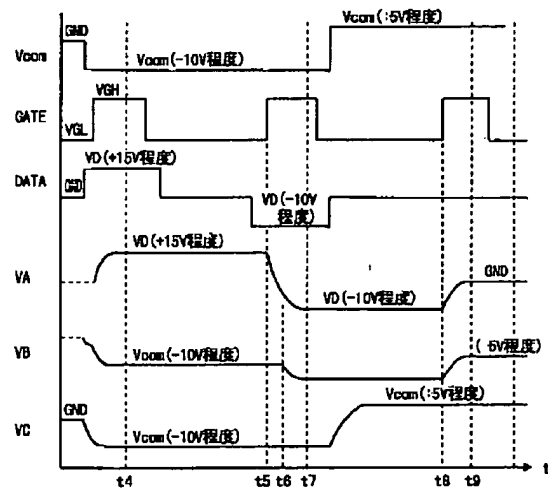 Vcom(:5V程度)
GND
Vcom
Vcom(-10V程度)
VGH
GATE
VGL
VD(+15V程度)
DATA
GND
VD(-10V
程度)
VD(+15V程度)
VA
GND
VD(-10V程度)
VB
Vcom(-10V程度)
(-5V程度)
Vcom(:5V程度)
GND
VC
Vcom(-10V程度)
t
t4
t5
t6
t7
t8
t9